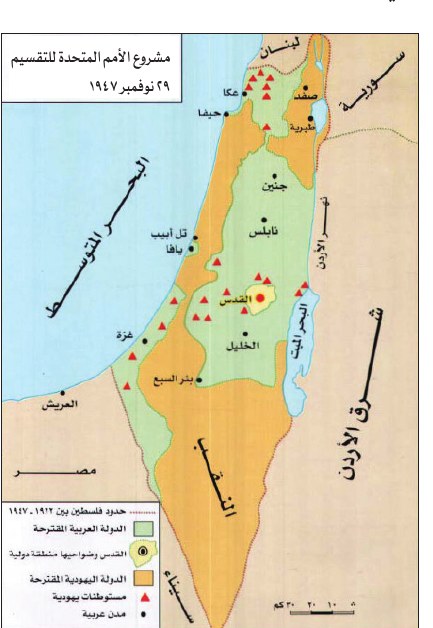 مشروع الأمم المتحدة للتقسيم
٢٩ نوفمبر ١٩٤٧
لبنان
سورية
عكا
صفد
حيفا
طبرية
جنين
البحر المتوسط
نابلس
نهر الأردن
تل أبيب
يافا
القدس
البحر الميت
غزة
الخليل
شرق الأردن
بئر السبع
العريش
النقب
مصر
سيناء
حدود فلسطين بين ١٩٢٢ - ١٩٤٧
الدولة العربية المقترحة
القدس وضواحيها منطقة دولية
الدولة اليهودية المقترحة
مستوطنات يهودية
مدن عربية
٣٠ كم ٢٠ ١٠ ٥